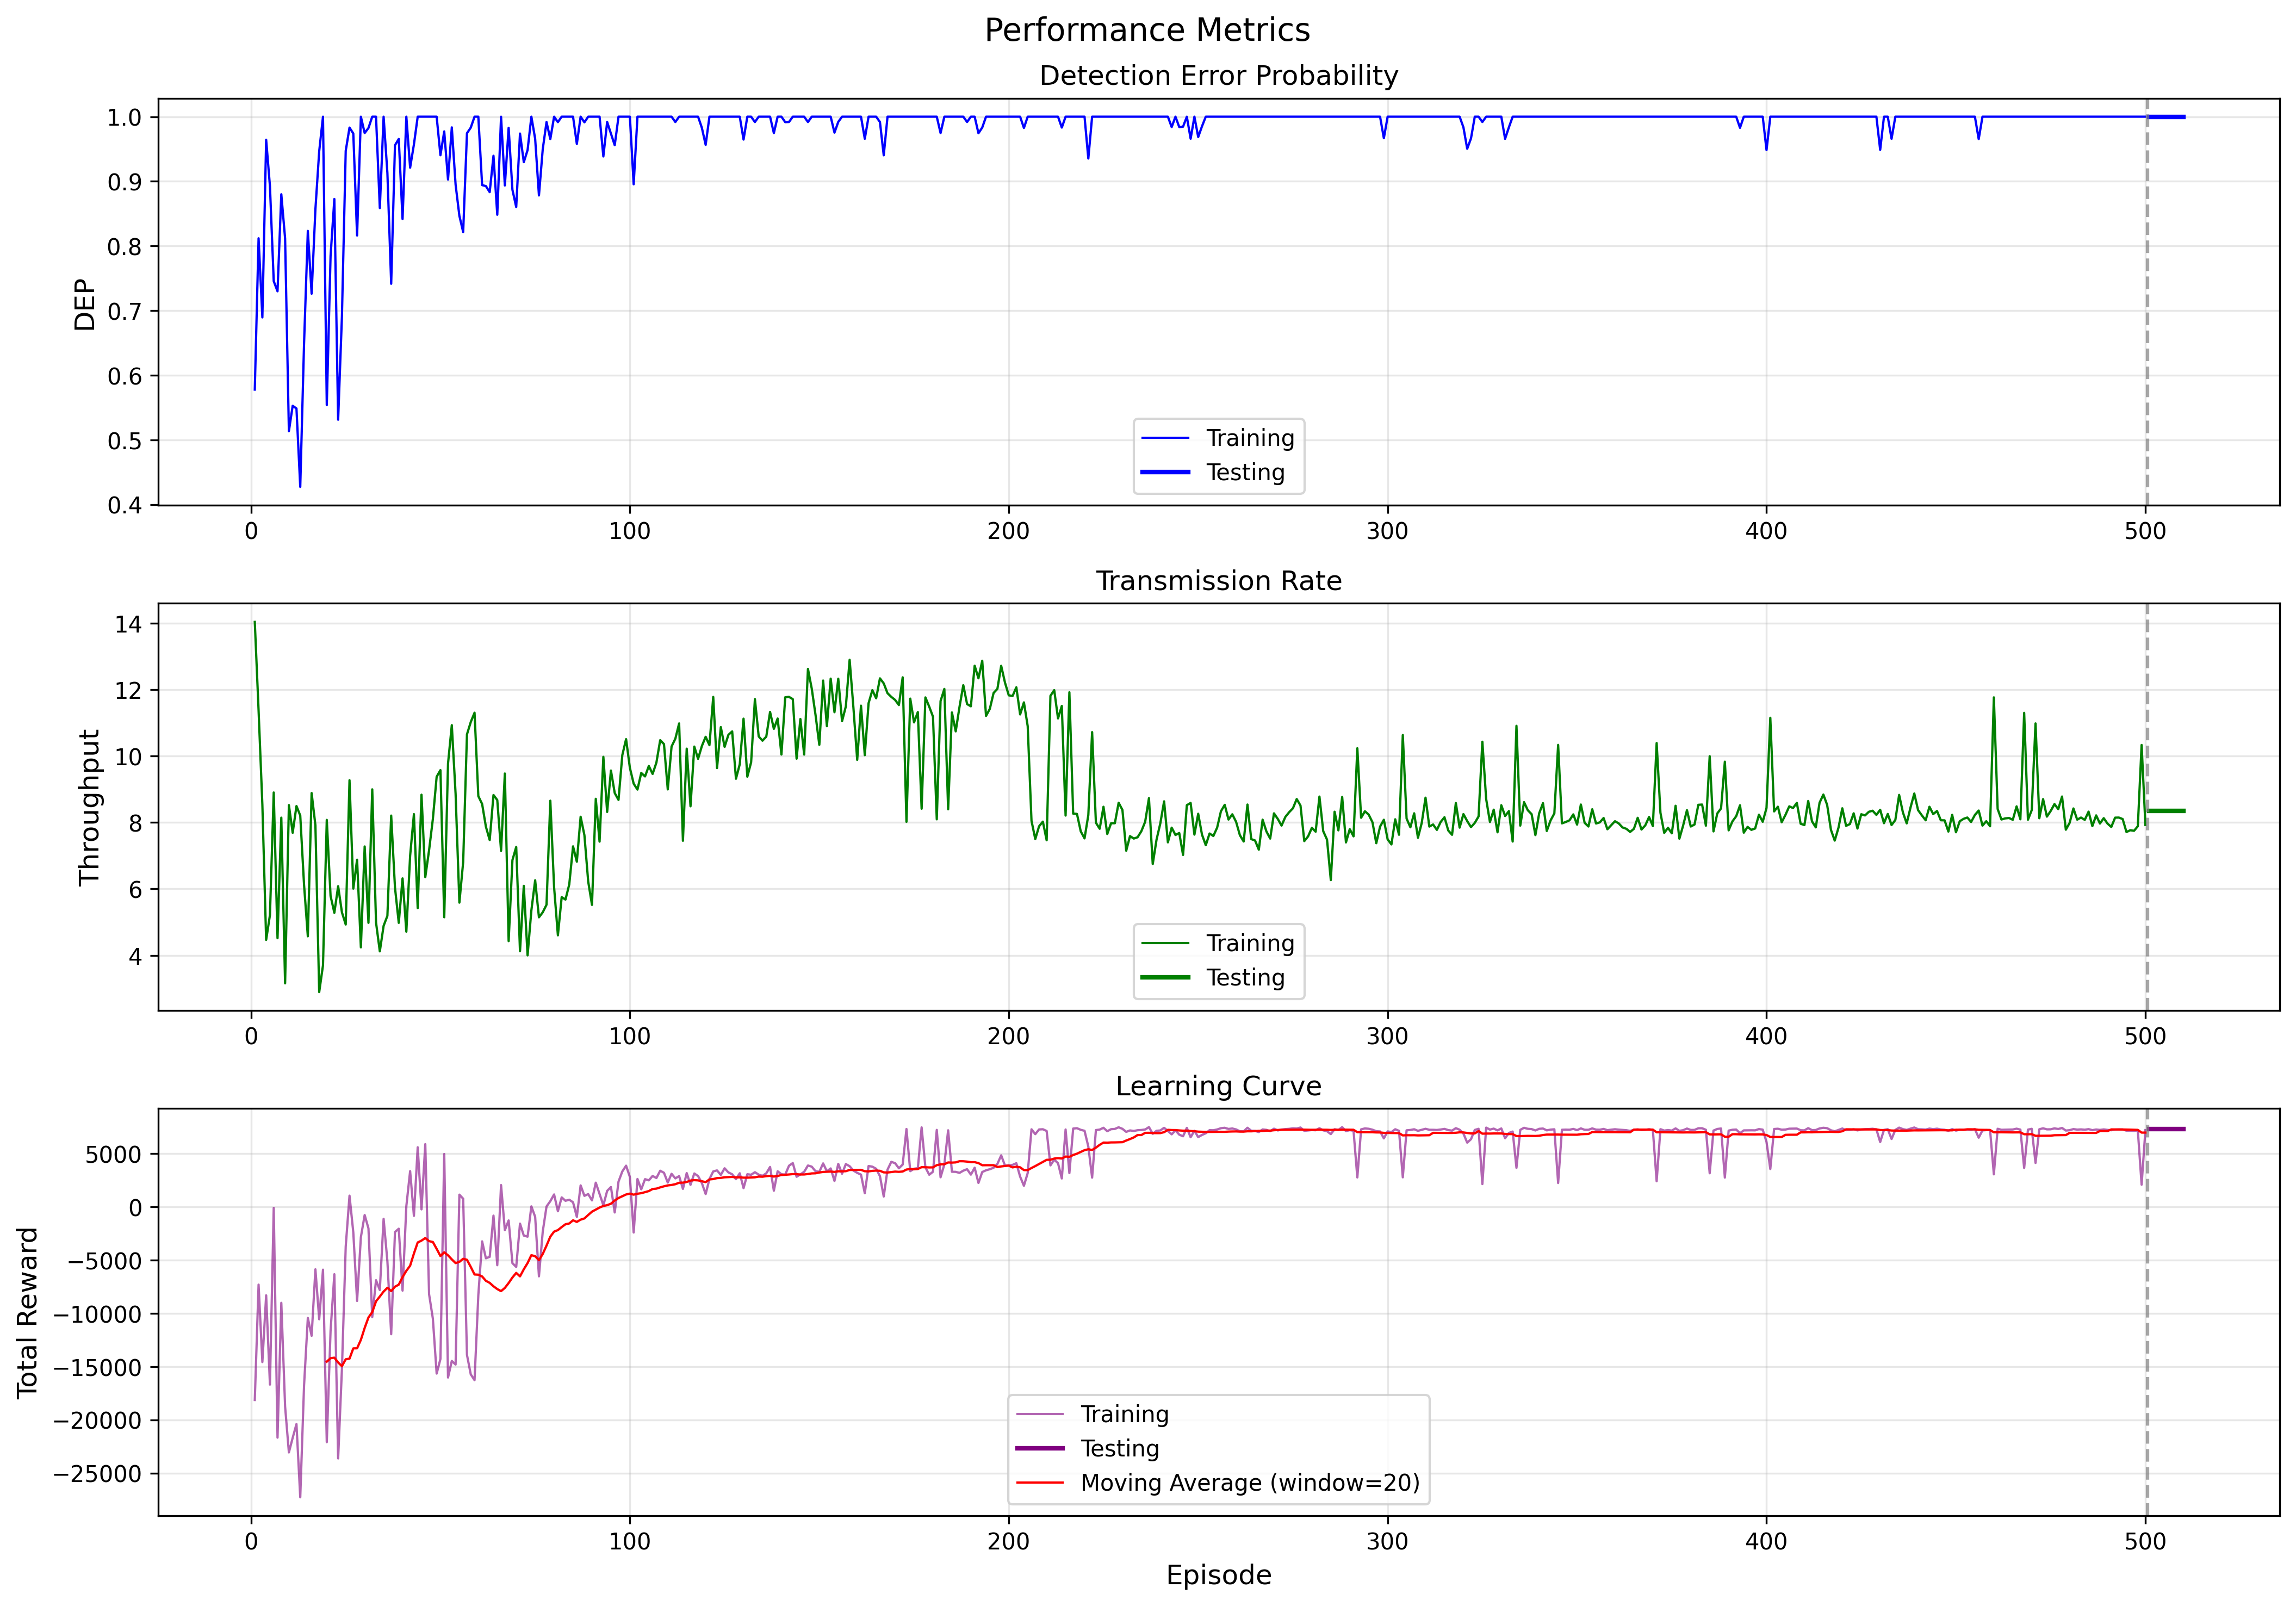 Performance Metrics
Detection Error Probability
DEP
1.0
0.9
0.8
0.7
0.6
0.5
0.4
Training
Testing
0 100 200 300 400 500
Transmission Rate
Throughput
14
12
10
8
6
4
Training
Testing
0 100 200 300 400 500
Learning Curve
Total Reward
5000
0
−5000
−10000
−15000
−20000
−25000
Training
Testing
Moving Average (window=20)
0 100 200 300 400 500
Episode